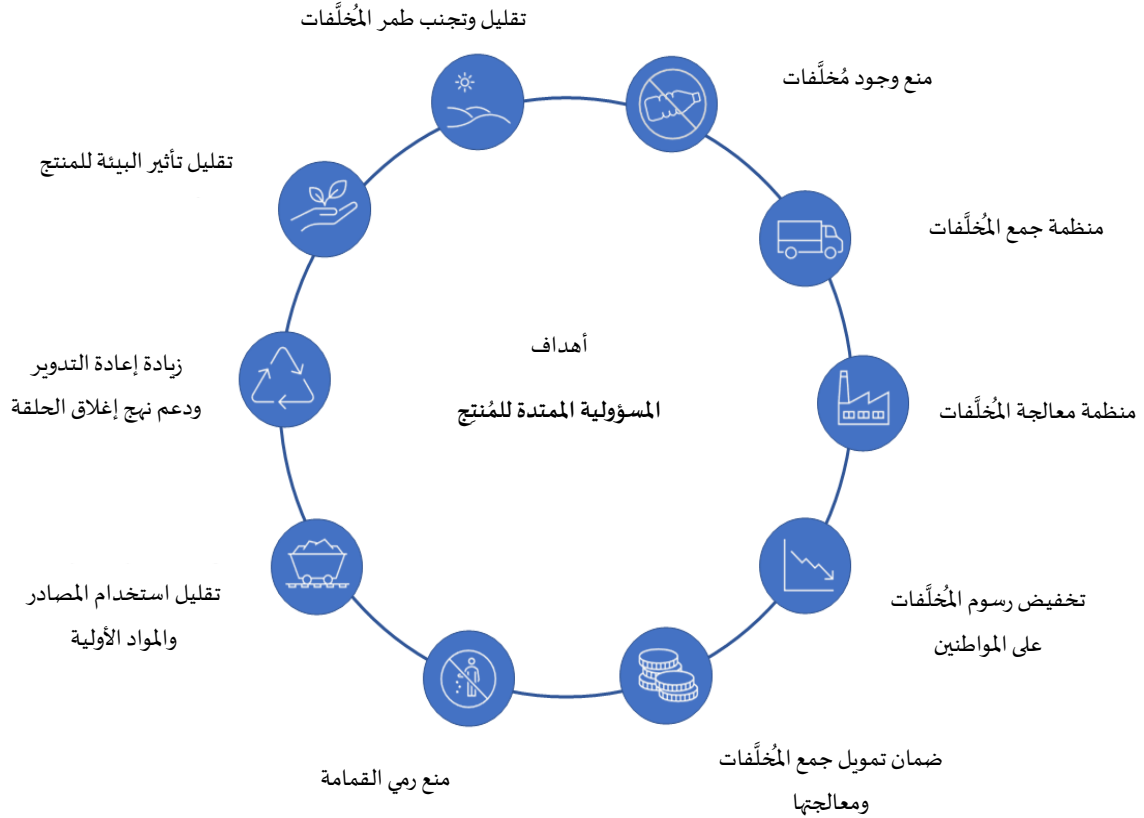 أهداف
المسؤولية الممتدة للمُنتِج
منع وجود مُخلَّفات
منظمة جمع المُخلَّفات
منظمة معالجة المُخلَّفات
تخفيض رسوم المُخلَّفات
على المواطنين
ضمان تمويل جمع المُخلَّفات
ومعالجتها
منع رمي القمامة
تقليل استخدام المصادر
والمواد الأولية
زيادة إعادة التدوير
ودعم نهج إغلاق الحلقة
تقليل تأثير البيئة للمنتج
تقليل وتجنب طمر المُخلَّفات